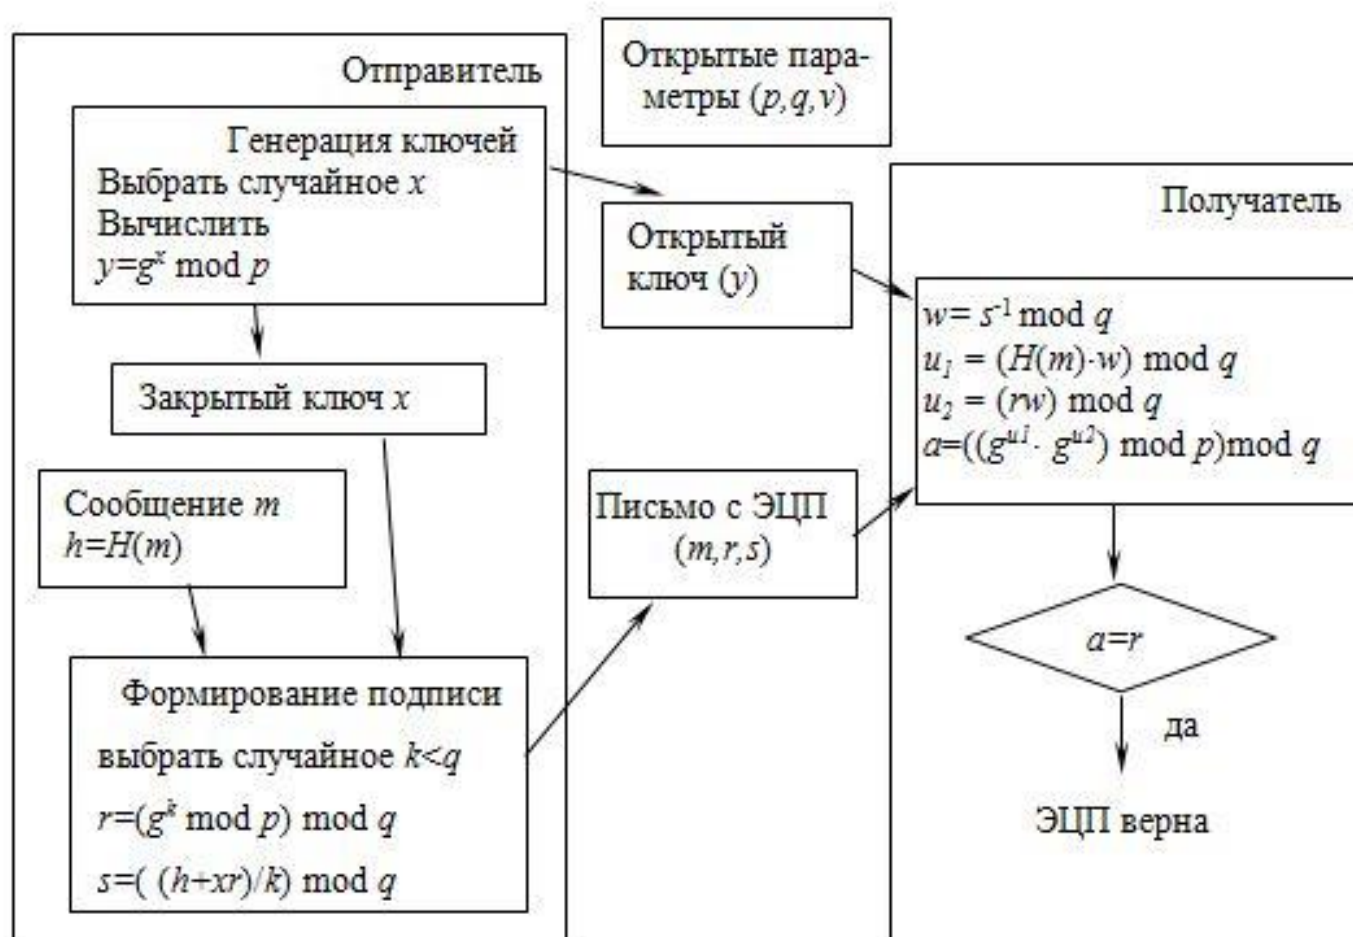 Отправитель
Генерация ключей
Выбрать случайное x
Вычислить
y=g^x mod p
Закрытый ключ x
Сообщение m
h=H(m)
Формирование подписи
выбрать случайное k<q
r=(g^k mod p) mod q
s=( (h+xr)/k) mod q
Открытые пара-
метры (p,q,v)
Открытый
ключ (y)
Письмо с ЭЦП
(m,r,s)
Получатель
w= s^-1 mod q
u_1 = (H(m)·w) mod q
u_2 = (rw) mod q
a=((g^u1 · g^u2) mod p)mod q
a=r
да
ЭЦП верна